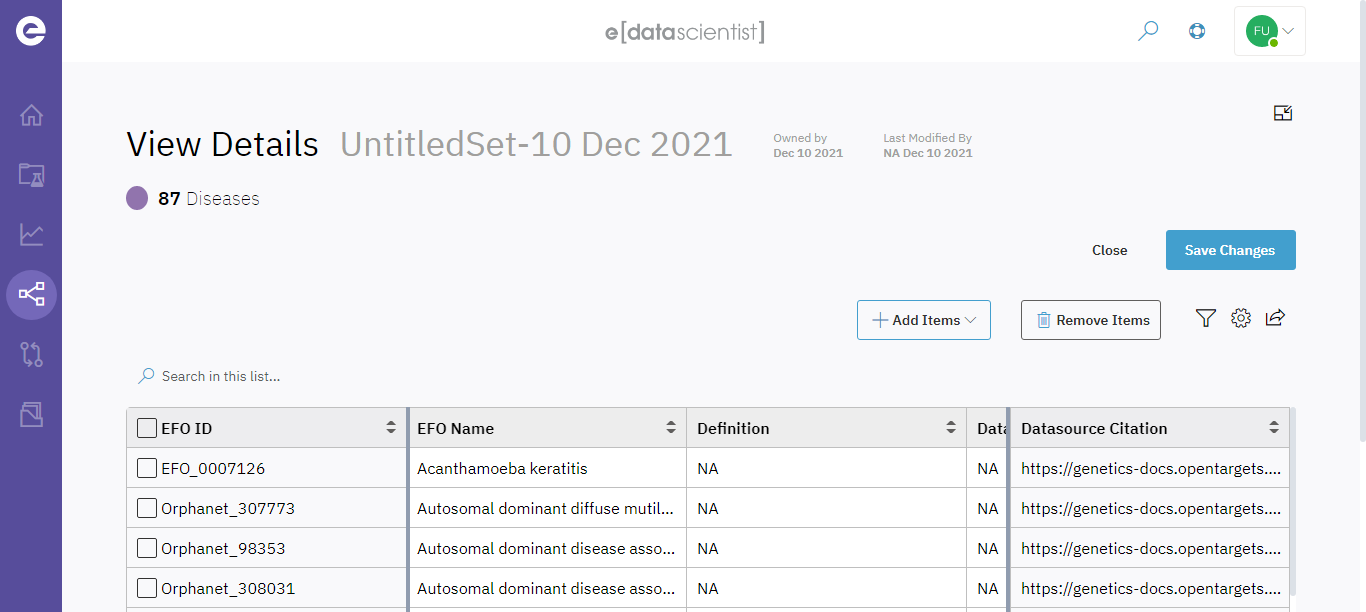 e
e[datascientist]
FU
View Details UntitledSet-10 Dec 2021
Owned by
Dec 10 2021
Last Modified By
NA Dec 10 2021
87 Diseases
Close
Save Changes
Add Items
Remove Items
Search in this list...
EFO ID EFO Name Definition Data Datasource Citation
EFO_0007126 Acanthamoeba keratitis NA NA https://genetics-docs.opentargets....
Orphanet_307773 Autosomal dominant diffuse mutil... NA NA https://genetics-docs.opentargets....
Orphanet_98353 Autosomal dominant disease asso... NA NA https://genetics-docs.opentargets....
Orphanet_308031 Autosomal dominant disease asso... NA NA https://genetics-docs.opentargets....